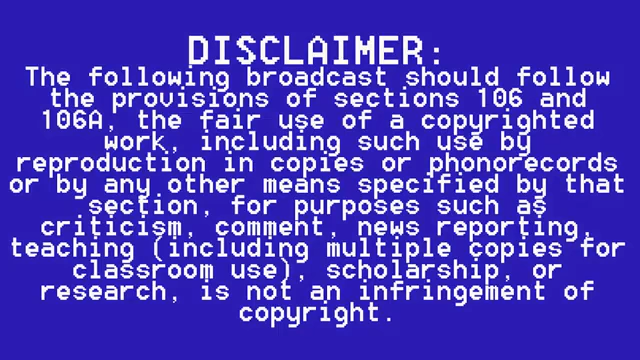 DISCLAIMER:
The following broadcast should follow
the provisions of sections 106 and
106A, the fair use of a copyrighted
work, including such use by
reproduction in copies or phonorecords
or by any other means specified by that
section, for purposes such as
criticism, comment, news reporting,
teaching (including multiple copies for
classroom use), scholarship, or
research, is not an infringement of
copyright.